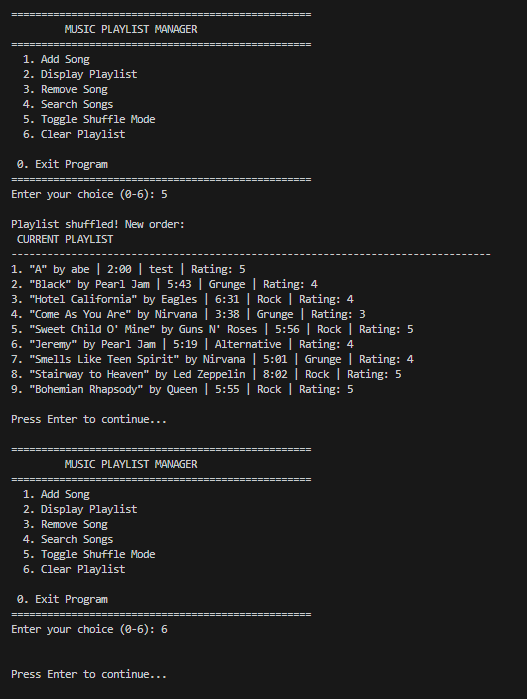 ==================================================
MUSIC PLAYLIST MANAGER
==================================================
1. Add Song
2. Display Playlist
3. Remove Song
4. Search Songs
5. Toggle Shuffle Mode
6. Clear Playlist
0. Exit Program
==================================================
Enter your choice (0-6): 5
Playlist shuffled! New order:
CURRENT PLAYLIST
--------------------------------------------------------------------------------
1. "A" by abe | 2:00 | test | Rating: 5
2. "Black" by Pearl Jam | 5:43 | Grunge | Rating: 4
3. "Hotel California" by Eagles | 6:31 | Rock | Rating: 4
4. "Come As You Are" by Nirvana | 3:38 | Grunge | Rating: 3
5. "Sweet Child O' Mine" by Guns N' Roses | 5:56 | Rock | Rating: 5
6. "Jeremy" by Pearl Jam | 5:19 | Alternative | Rating: 4
7. "Smells Like Teen Spirit" by Nirvana | 5:01 | Grunge | Rating: 4
8. "Stairway to Heaven" by Led Zeppelin | 8:02 | Rock | Rating: 5
9. "Bohemian Rhapsody" by Queen | 5:55 | Rock | Rating: 5
Press Enter to continue...
==================================================
MUSIC PLAYLIST MANAGER
==================================================
1. Add Song
2. Display Playlist
3. Remove Song
4. Search Songs
5. Toggle Shuffle Mode
6. Clear Playlist
0. Exit Program
==================================================
Enter your choice (0-6): 6
Press Enter to continue...